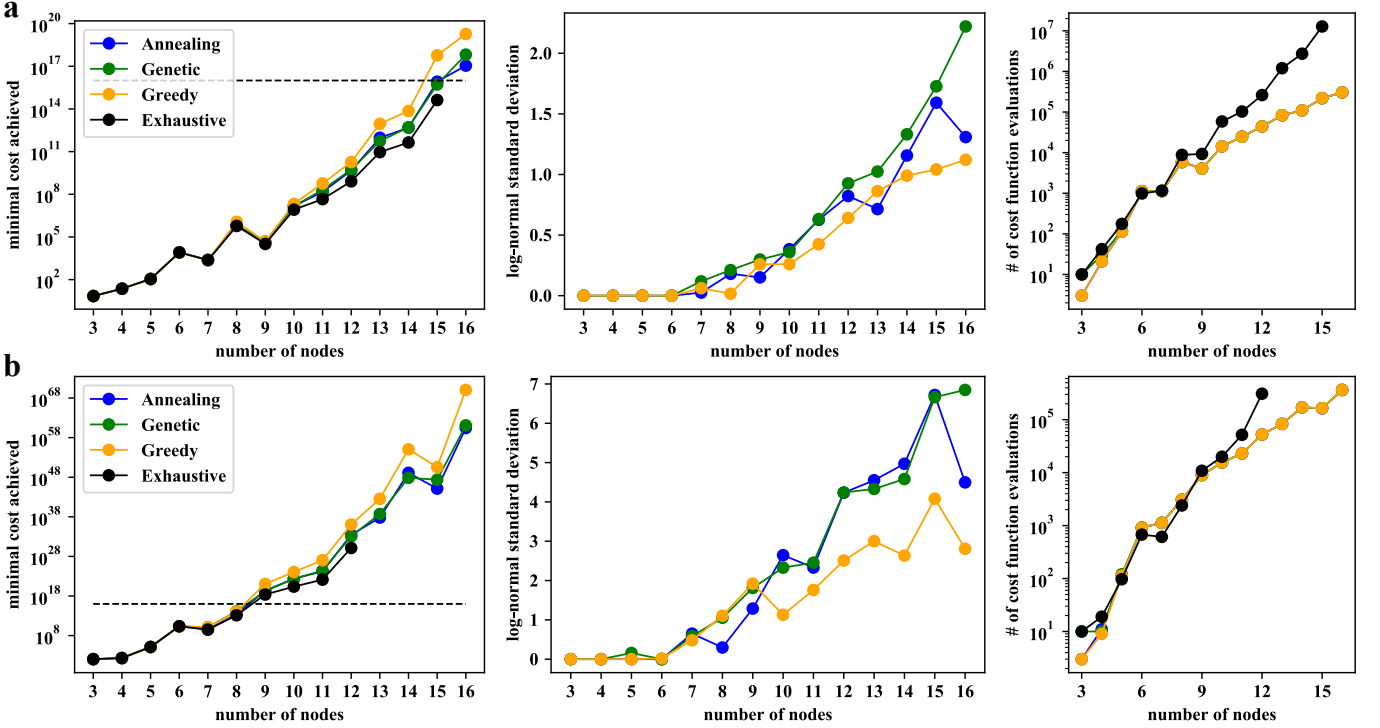 a
minimal cost achieved
10^20
10^17
10^14
10^11
10^8
10^5
10^2
Annealing
Genetic
Greedy
Exhaustive
3 4 5 6 7 8 9 10 11 12 13 14 15 16
number of nodes
log-normal standard deviation
2.0
1.5
1.0
0.5
0.0
3 4 5 6 7 8 9 10 11 12 13 14 15 16
number of nodes
# of cost function evaluations
10^7
10^6
10^5
10^4
10^3
10^2
10^1
3 6 9 12 15
number of nodes
b
minimal cost achieved
10^68
10^58
10^48
10^38
10^28
10^18
10^8
Annealing
Genetic
Greedy
Exhaustive
3 4 5 6 7 8 9 10 11 12 13 14 15 16
number of nodes
log-normal standard deviation
7
6
5
4
3
2
1
0
3 4 5 6 7 8 9 10 11 12 13 14 15 16
number of nodes
# of cost function evaluations
10^5
10^4
10^3
10^2
10^1
3 6 9 12 15
number of nodes